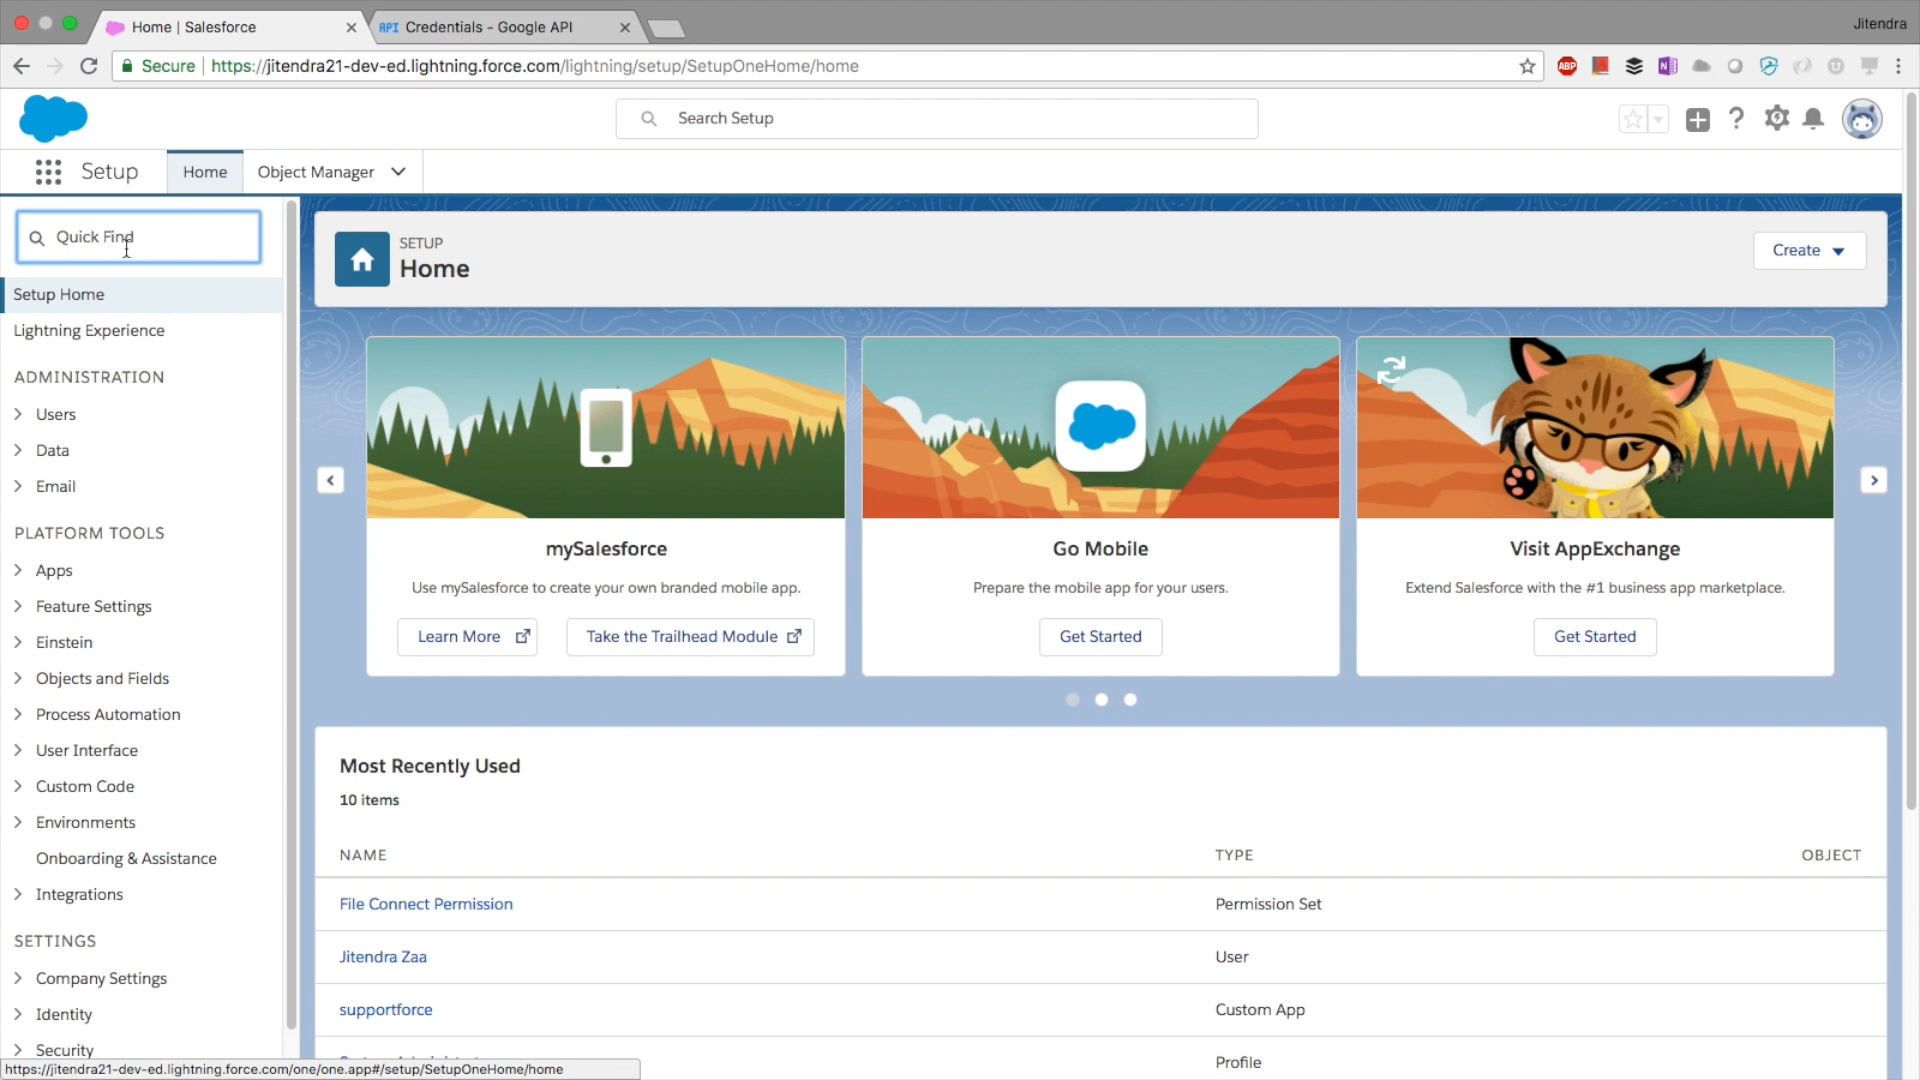 Home | Salesforce
API Credentials - Google API
Jitendra
Secure
https://jitendra21-dev-ed.lightning.force.com/lightning/setup/SetupOneHome/home
ABP
N
Search Setup
Setup
Home
Object Manager
Quick Find
Setup Home
Lightning Experience
ADMINISTRATION
Users
Data
Email
PLATFORM TOOLS
Apps
Feature Settings
Einstein
Objects and Fields
Process Automation
User Interface
Custom Code
Environments
Onboarding & Assistance
Integrations
SETTINGS
Company Settings
Identity
Security
SETUP
Home
Create
mySalesforce
Use mySalesforce to create your own branded mobile app.
Learn More
Take the Trailhead Module
Go Mobile
Prepare the mobile app for your users.
Get Started
Visit AppExchange
Extend Salesforce with the #1 business app marketplace.
Get Started
Most Recently Used
10 items
NAME TYPE OBJECT
File Connect Permission Permission Set
Jitendra Zaa User
supportforce Custom App
Profile
https://jitendra21-dev-ed.lightning.force.com/one/one.app#/setup/SetupOneHome/home